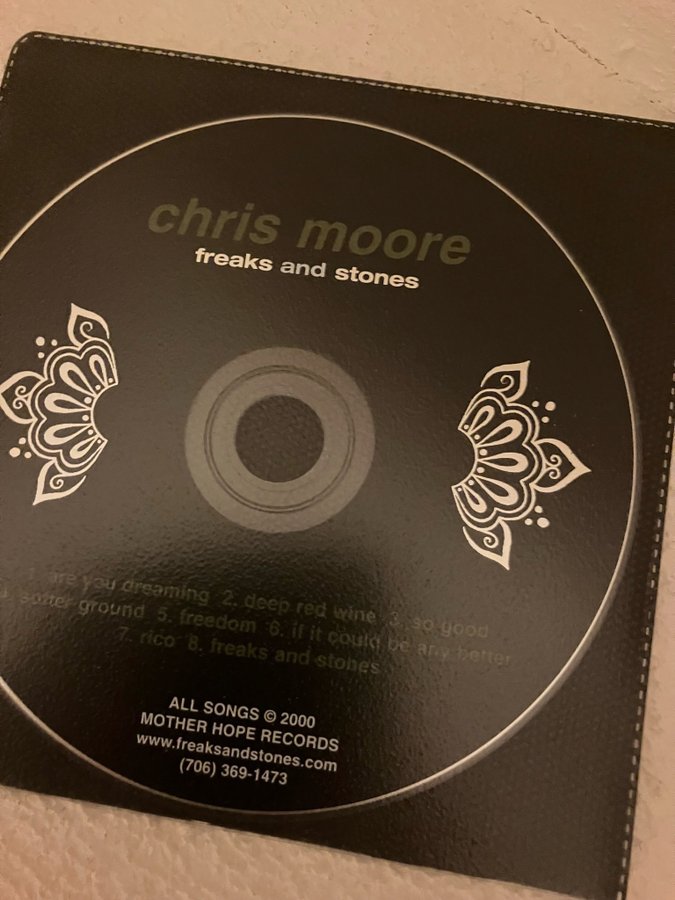 chris moore
freaks and stones
1. are you dreaming 2. deep red wine 3. so good
softer ground 5. freedom 6. if it could be any better
7. rico 8. freaks and stones
ALL SONGS © 2000
MOTHER HOPE RECORDS
www.freaksandstones.com
(706) 369-1473